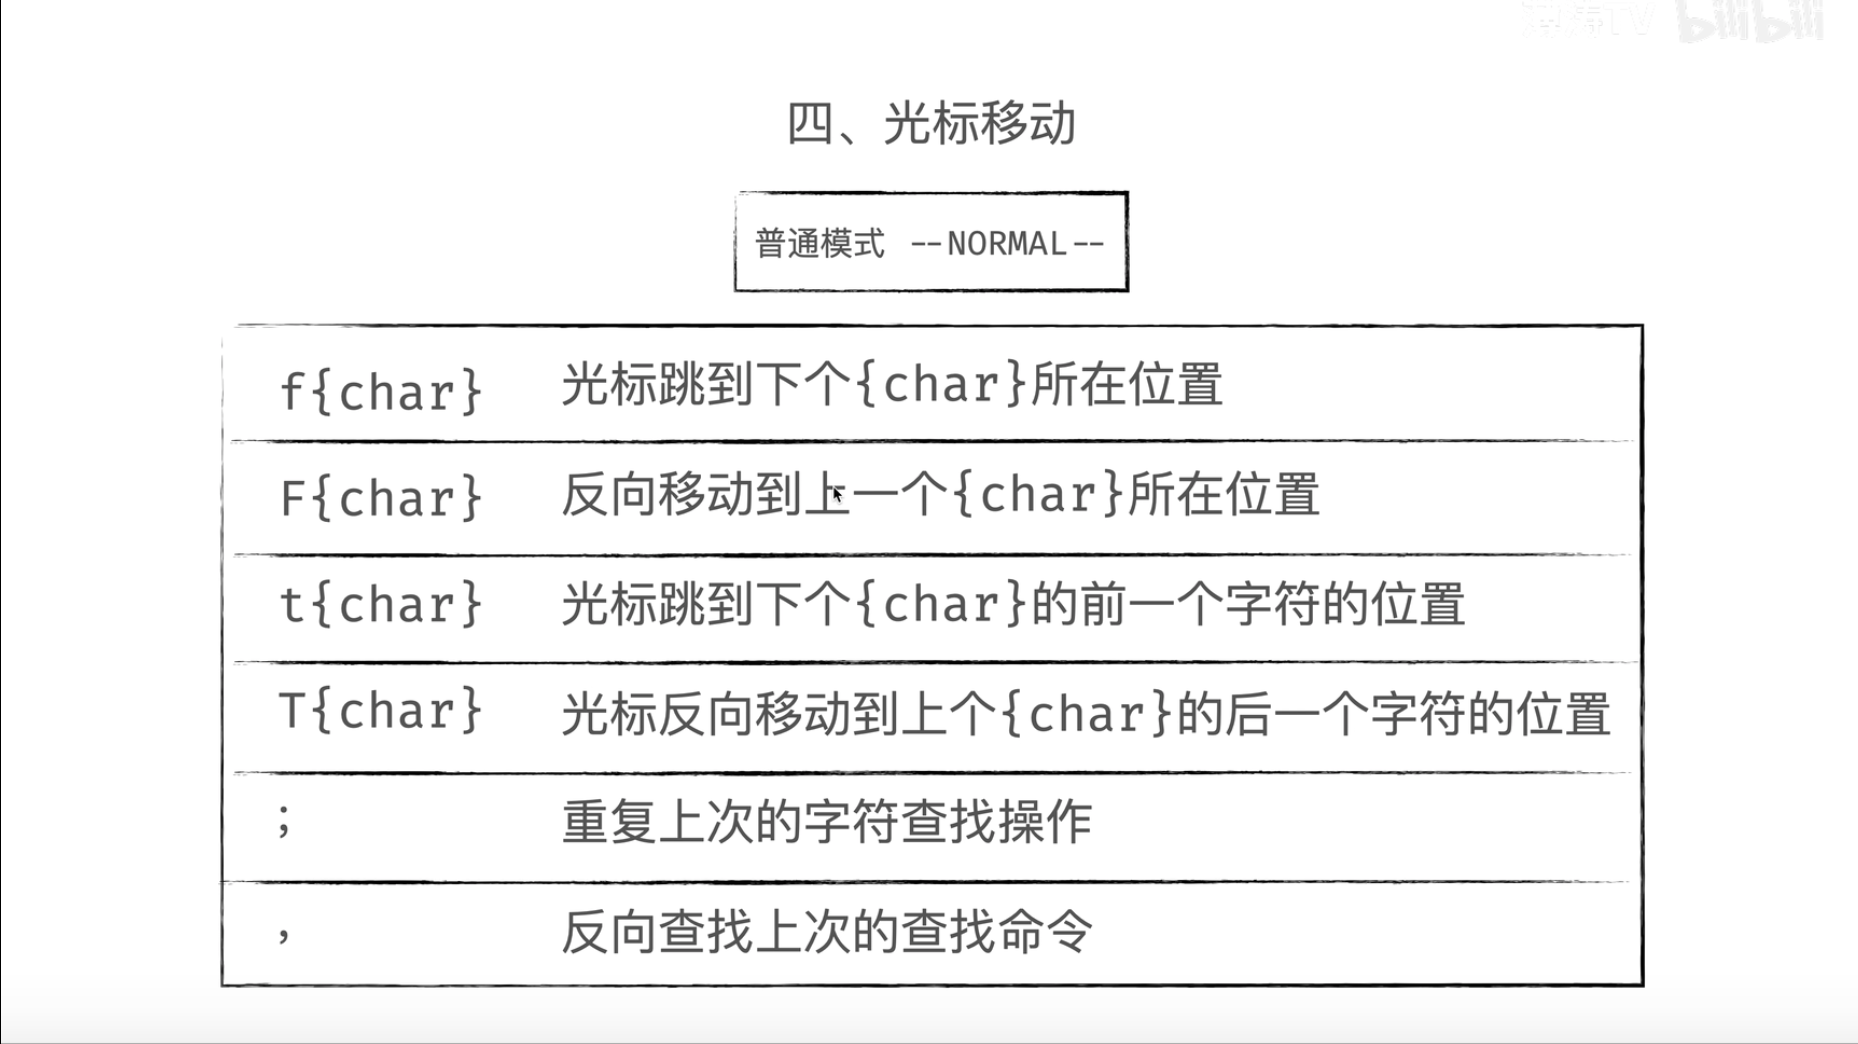 bilibili
四、光标移动
普通模式 --NORMAL--
f{char} 光标跳到下个{char}所在位置
F{char} 反向移动到上一个{char}所在位置
t{char} 光标跳到下个{char}的前一个字符的位置
T{char} 光标反向移动到上个{char}的后一个字符的位置
; 重复上次的字符查找操作
, 反向查找上次的查找命令